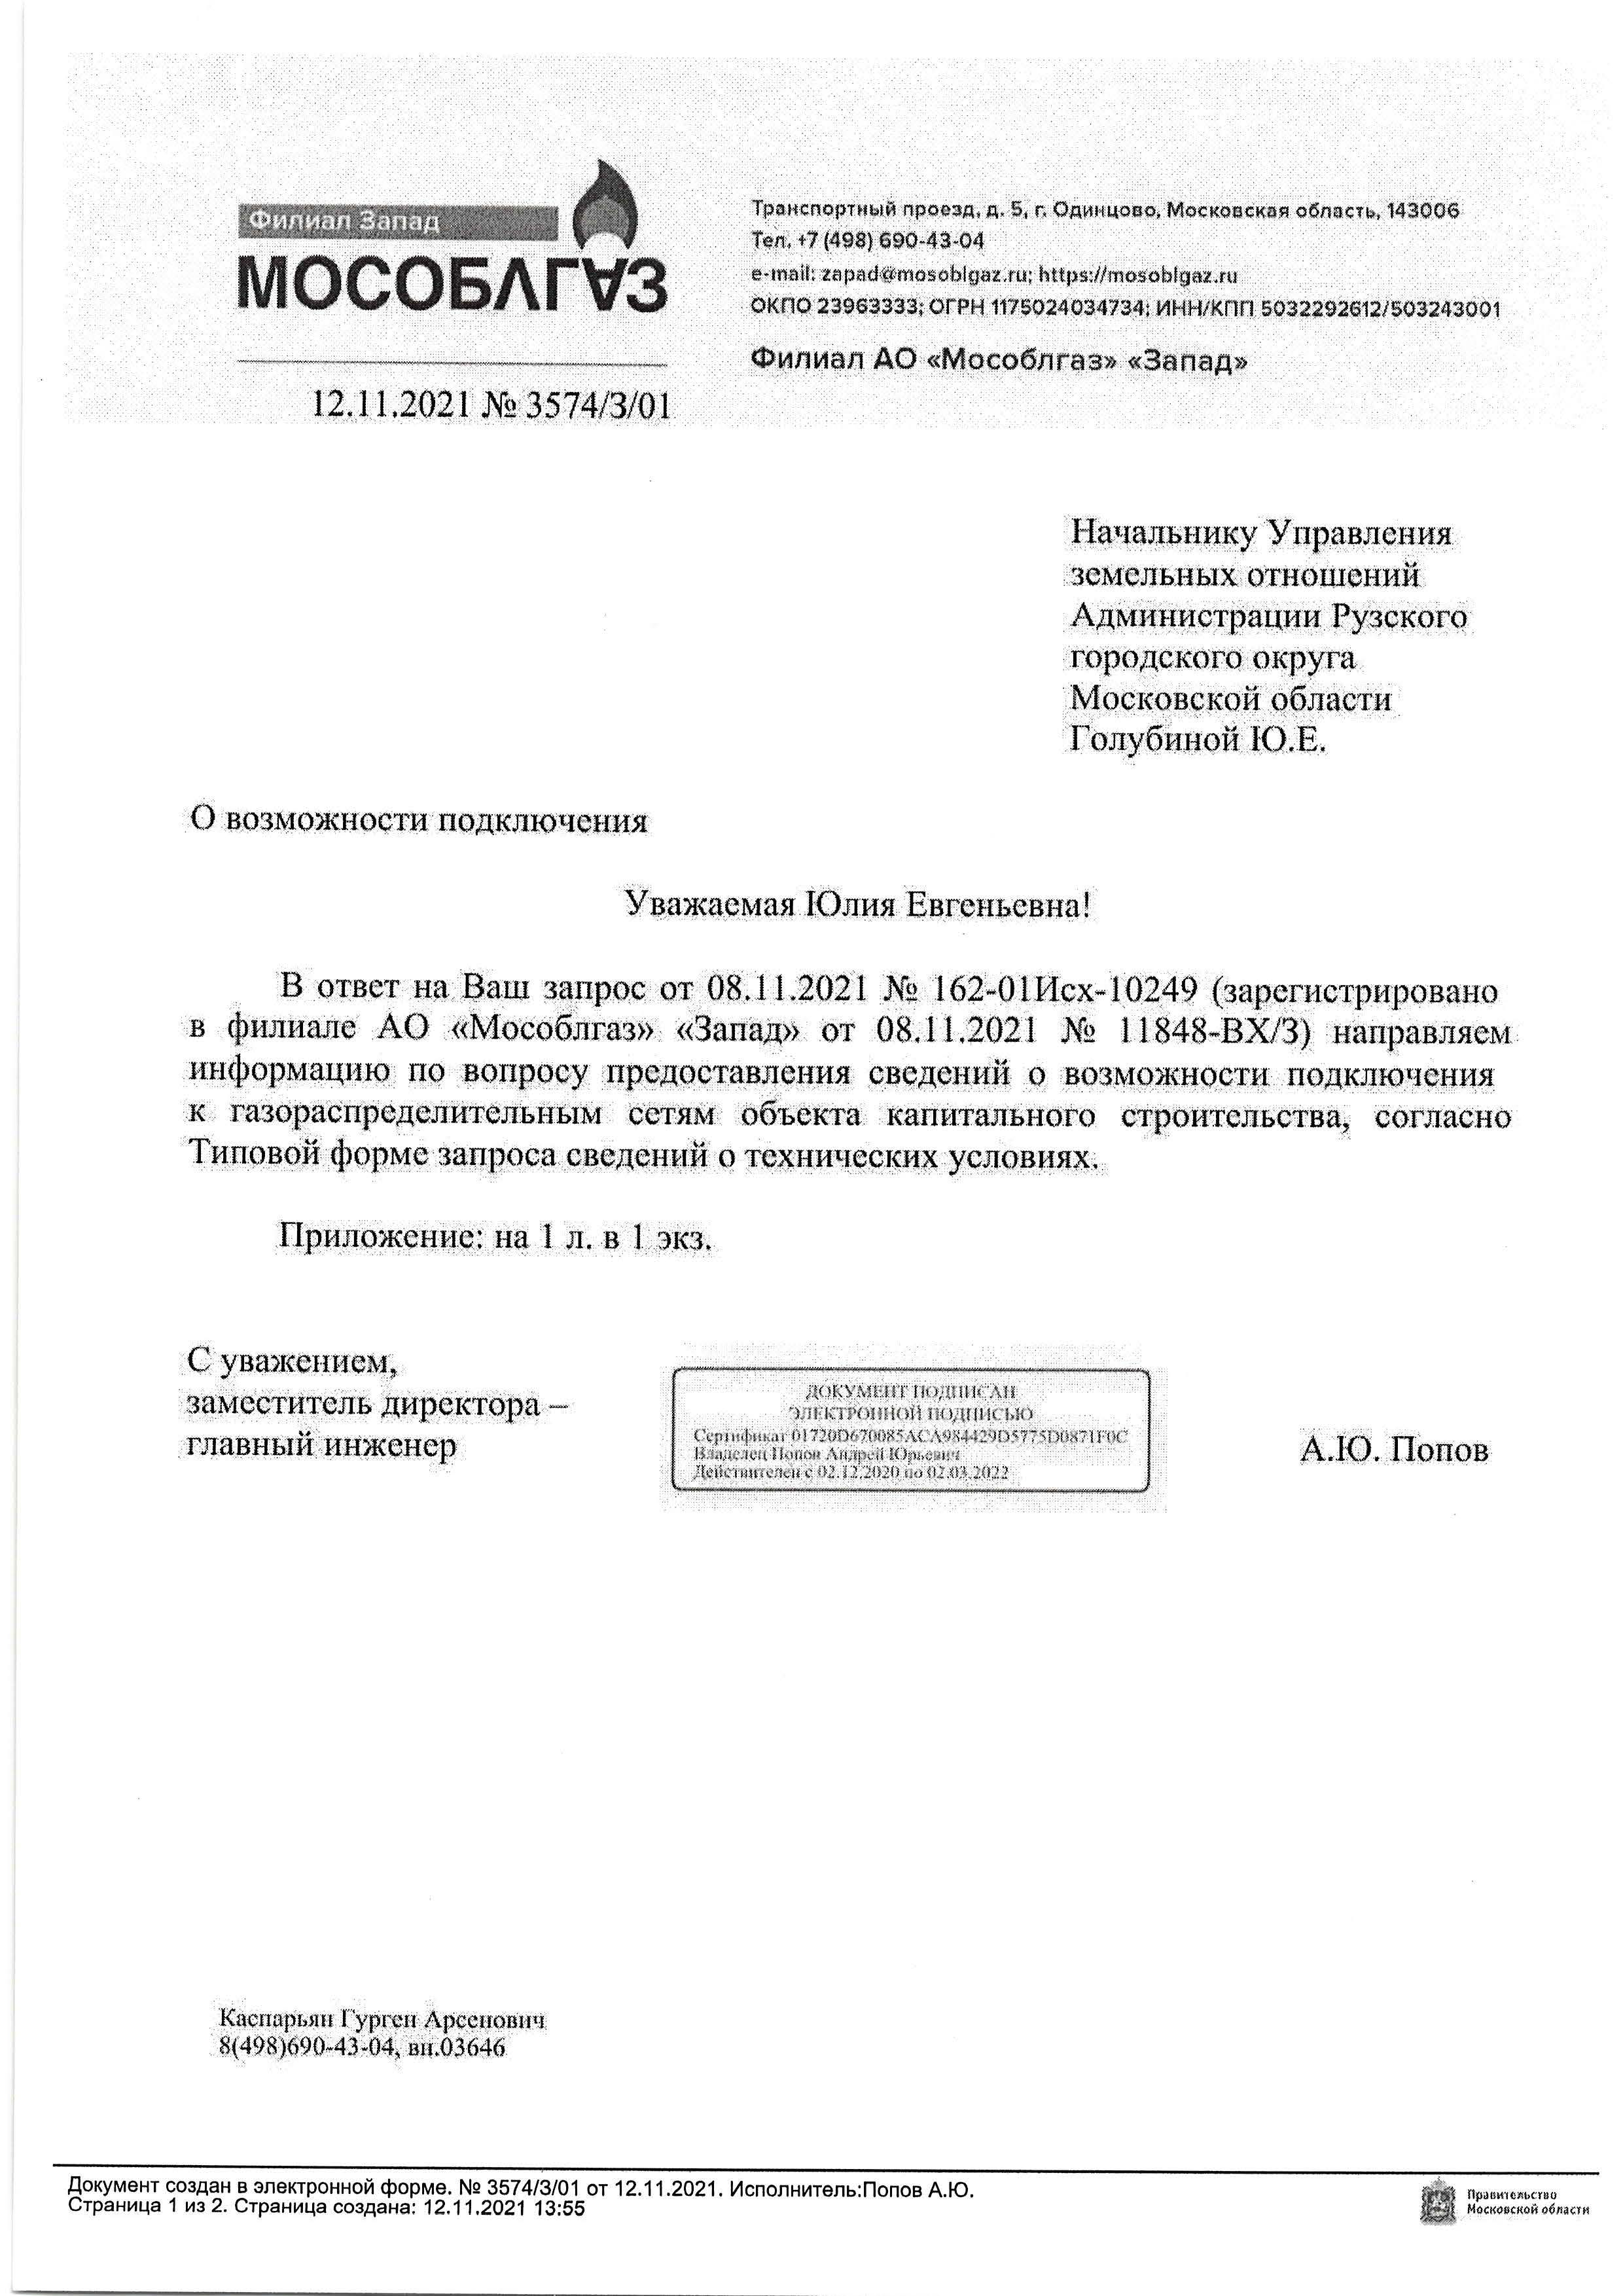 Филиал Запад
МОСОБЛГАЗ
12.11.2021 № 3574/З/01
Транспортный проезд, д. 5, г. Одинцово, Московская область, 143006
Тел. +7 (498) 690-43-04
e-mail: zapad@mosoblgaz.ru; https://mosoblgaz.ru
ОКПО 23963333; ОГРН 1175024034734; ИНН/КПП 5032292612/503243001
Филиал АО «Мособлгаз» «Запад»
Начальнику Управления
земельных отношений
Администрации Рузского
городского округа
Московской области
Голубиной Ю.Е.
О возможности подключения
Уважаемая Юлия Евгеньевна!
В ответ на Ваш запрос от 08.11.2021 № 162-01Исх-10249 (зарегистрировано
в филиале АО «Мособлгаз» «Запад» от 08.11.2021 № 11848-ВХ/З) направляем
информацию по вопросу предоставления сведений о возможности подключения
к газораспределительным сетям объекта капитального строительства, согласно
Типовой форме запроса сведений о технических условиях.
Приложение: на 1 л. в 1 экз.
С уважением,
заместитель директора –
главный инженер
ДОКУМЕНТ ПОДПИСАН
ЭЛЕКТРОННОЙ ПОДПИСЬЮ
Сертификат 01720D670085ACA984429D5775D0871F0C
Владелец Попов Андрей Юрьевич
Действителен с 02.12.2020 по 02.03.2022
А.Ю. Попов
Каспарьян Гурген Арсенович
8(498)690-43-04, вн.03646
Документ создан в электронной форме. № 3574/З/01 от 12.11.2021. Исполнитель:Попов А.Ю.
Страница 1 из 2. Страница создана: 12.11.2021 13:55
Правительство
Московской области